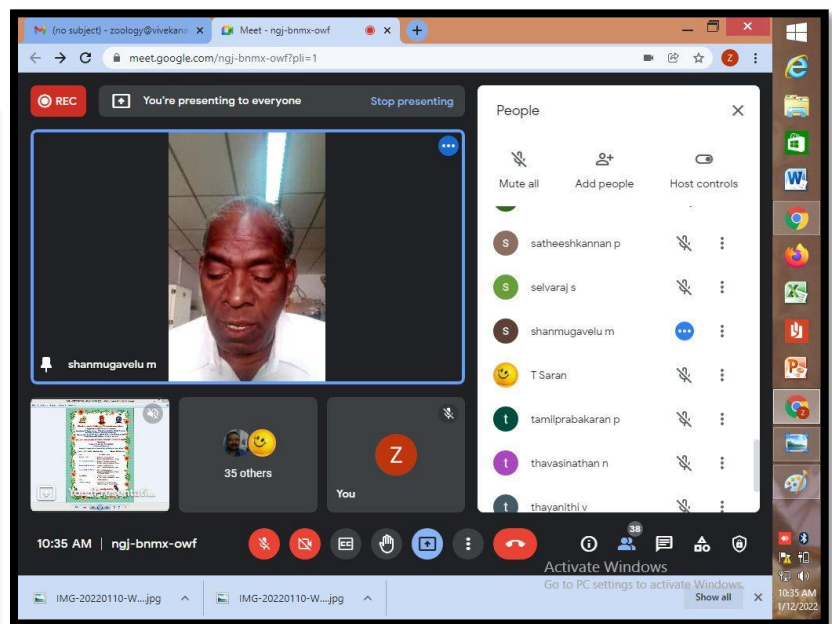 (no subject) - zoology@vivekan
Meet - ngj-bnmx-owf
meet.google.com/ngj-bnmx-owf?pli=1
Z
REC
You're presenting to everyone
Stop presenting
People
Mute all
Add people
Host controls
shanmugavelu m
s
satheeshkannan p
s
selvaraj s
s
shanmugavelu m
T Saran
t
tamilprabakaran p
t
thavasinathan n
t
thayanithi v
35 others
Z
You
10:35 AM | ngj-bnmx-owf
38
Activate Windows
Go to PC settings to activate Windows.
IMG-20220110-W....jpg
IMG-20220110-W....jpg
Show all
10:35 AM
1/12/2022